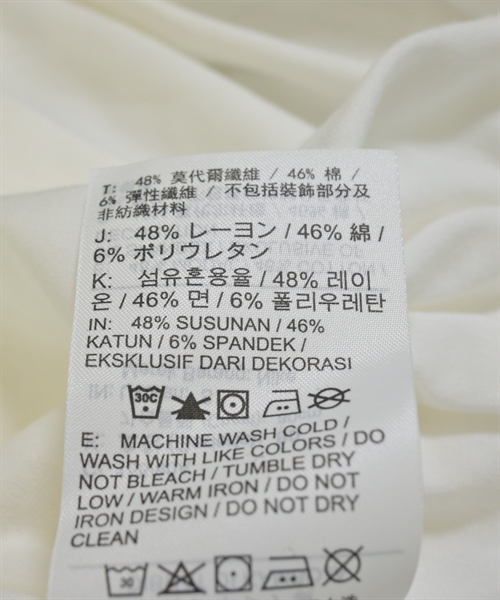 T: 48% 莫代爾纖維 / 46% 棉 /
6% 彈性纖維 / 不包括裝飾部分及
非紡織材料
J: 48% レーヨン / 46% 綿 /
6% ポリウレタン
K: 섬유혼용율 / 48% 레이
온 / 46% 면 / 6% 폴리우레탄
IN: 48% SUSUNAN / 46%
KATUN / 6% SPANDEK /
EKSKLUSIF DARI DEKORASI
30C
E: MACHINE WASH COLD /
WASH WITH LIKE COLORS / DO
NOT BLEACH / TUMBLE DRY
LOW / WARM IRON / DO NOT
IRON DESIGN / DO NOT DRY
CLEAN
30